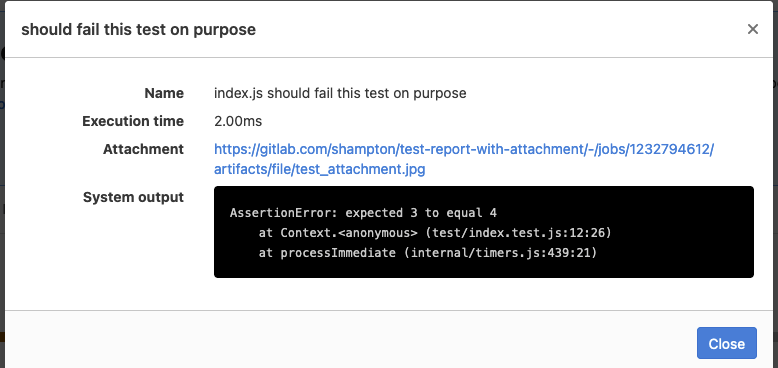 should fail this test on purpose ×
Name index.js should fail this test on purpose
Execution time 2.00ms
Attachment https://gitlab.com/shampton/test-report-with-attachment/-/jobs/1232794612/
artifacts/file/test_attachment.jpg
System output
AssertionError: expected 3 to equal 4
    at Context.<anonymous> (test/index.test.js:12:26)
    at processImmediate (internal/timers.js:439:21)
Close